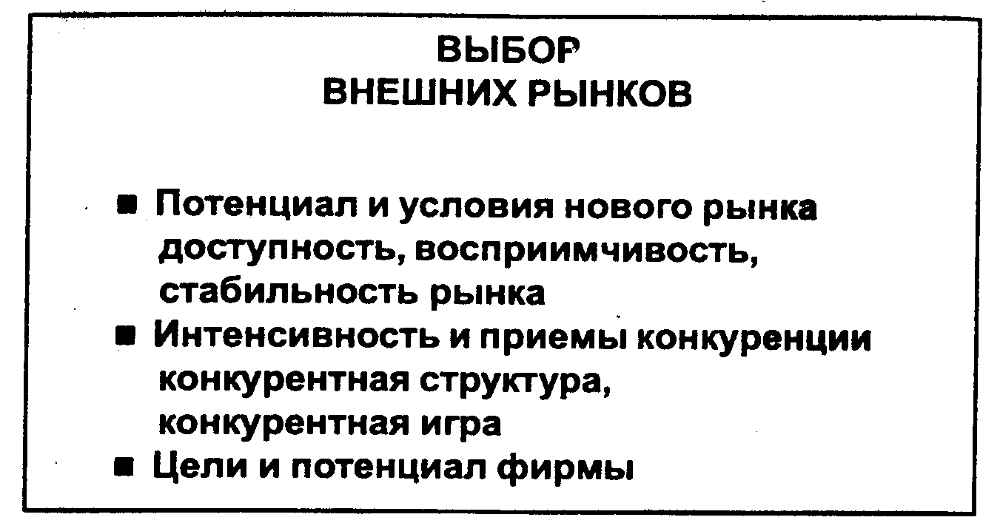 ВЫБОР
ВНЕШНИХ РЫНКОВ
■ Потенциал и условия нового рынка
доступность, восприимчивость,
стабильность рынка
■ Интенсивность и приемы конкуренции
конкурентная структура,
конкурентная игра
■ Цели и потенциал фирмы